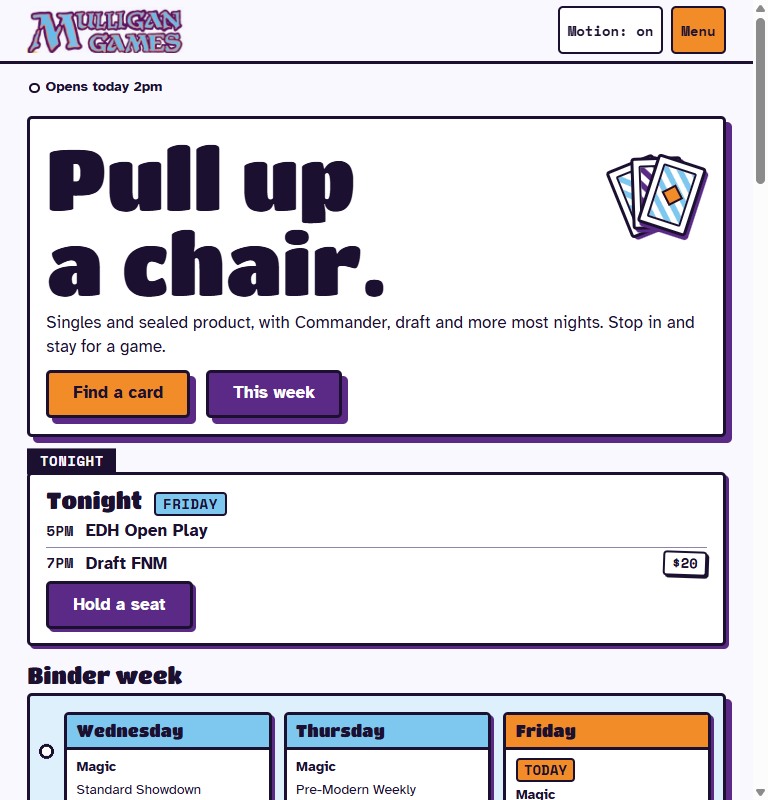 MULLIGAN
GAMES
Motion: on
Menu
Opens today 2pm
Pull up
a chair.
Singles and sealed product, with Commander, draft and more most nights. Stop in and
stay for a game.
Find a card
This week
TONIGHT
Tonight FRIDAY
5PM EDH Open Play
7PM Draft FNM $20
Hold a seat
Binder week
Wednesday
Magic
Standard Showdown
Thursday
Magic
Pre-Modern Weekly
Friday
TODAY
Magic